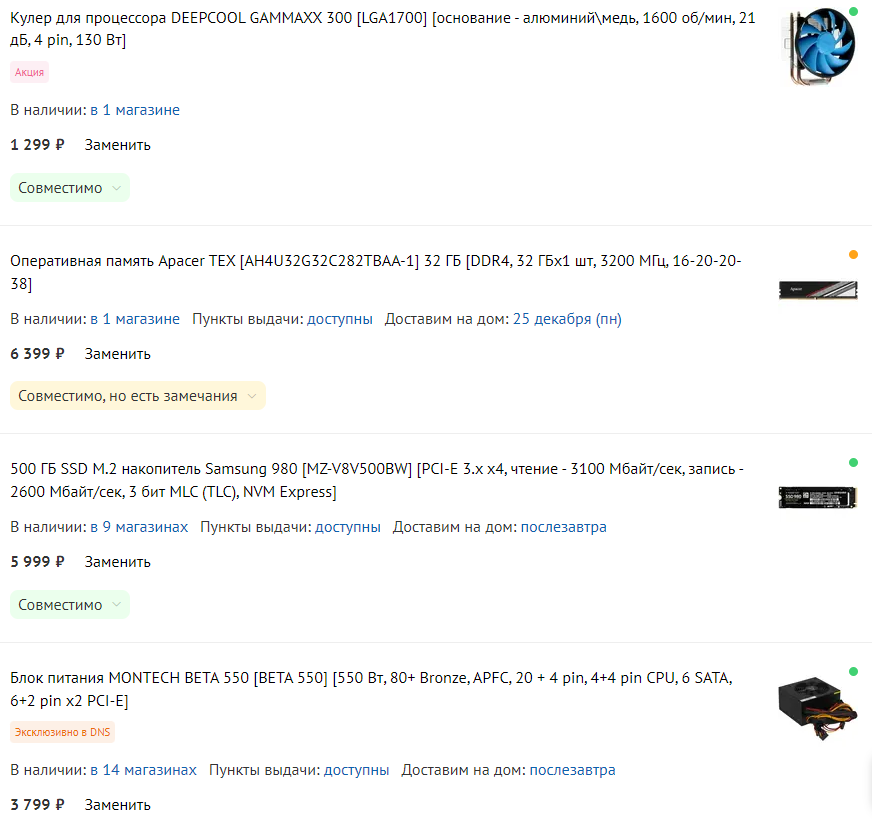 Кулер для процессора DEEPCOOL GAMMAXX 300 [LGA1700] [основание - алюминий\медь, 1600 об/мин, 21
дБ, 4 pin, 130 Вт]
Акция
В наличии: в 1 магазине
1 299 ₽ Заменить
Совместимо
Оперативная память Apacer TEX [AH4U32G32C282TBAA-1] 32 ГБ [DDR4, 32 ГБx1 шт, 3200 МГц, 16-20-20-
38]
В наличии: в 1 магазине Пункты выдачи: доступны Доставим на дом: 25 декабря (пн)
6 399 ₽ Заменить
Совместимо, но есть замечания
500 ГБ SSD M.2 накопитель Samsung 980 [MZ-V8V500BW] [PCI-E 3.x x4, чтение - 3100 Мбайт/сек, запись -
2600 Мбайт/сек, 3 бит MLC (TLC), NVM Express]
В наличии: в 9 магазинах Пункты выдачи: доступны Доставим на дом: послезавтра
5 999 ₽ Заменить
Совместимо
Блок питания MONTECH BETA 550 [BETA 550] [550 Вт, 80+ Bronze, APFC, 20 + 4 pin, 4+4 pin CPU, 6 SATA,
6+2 pin x2 PCI-E]
Эксклюзивно в DNS
В наличии: в 14 магазинах Пункты выдачи: доступны Доставим на дом: послезавтра
3 799 ₽ Заменить